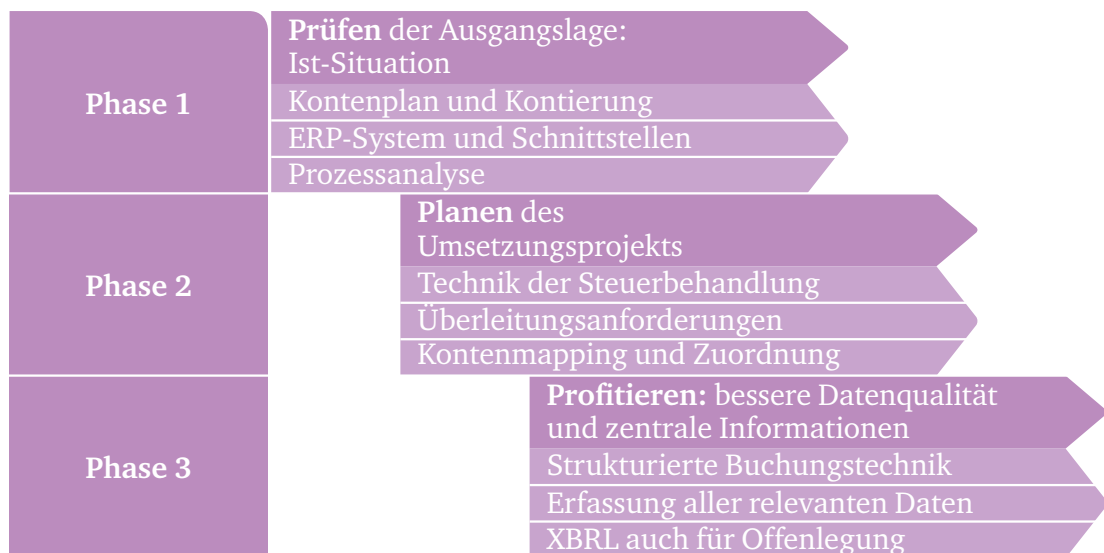 Phase 1
Prüfen der Ausgangslage:
Ist-Situation
Kontenplan und Kontierung
ERP-System und Schnittstellen
Prozessanalyse
Phase 2
Planen des
Umsetzungsprojekts
Technik der Steuerbehandlung
Überleitungsanforderungen
Kontenmapping und Zuordnung
Phase 3
Profitieren: bessere Datenqualität
und zentrale Informationen
Strukturierte Buchungstechnik
Erfassung aller relevanten Daten
XBRL auch für Offenlegung